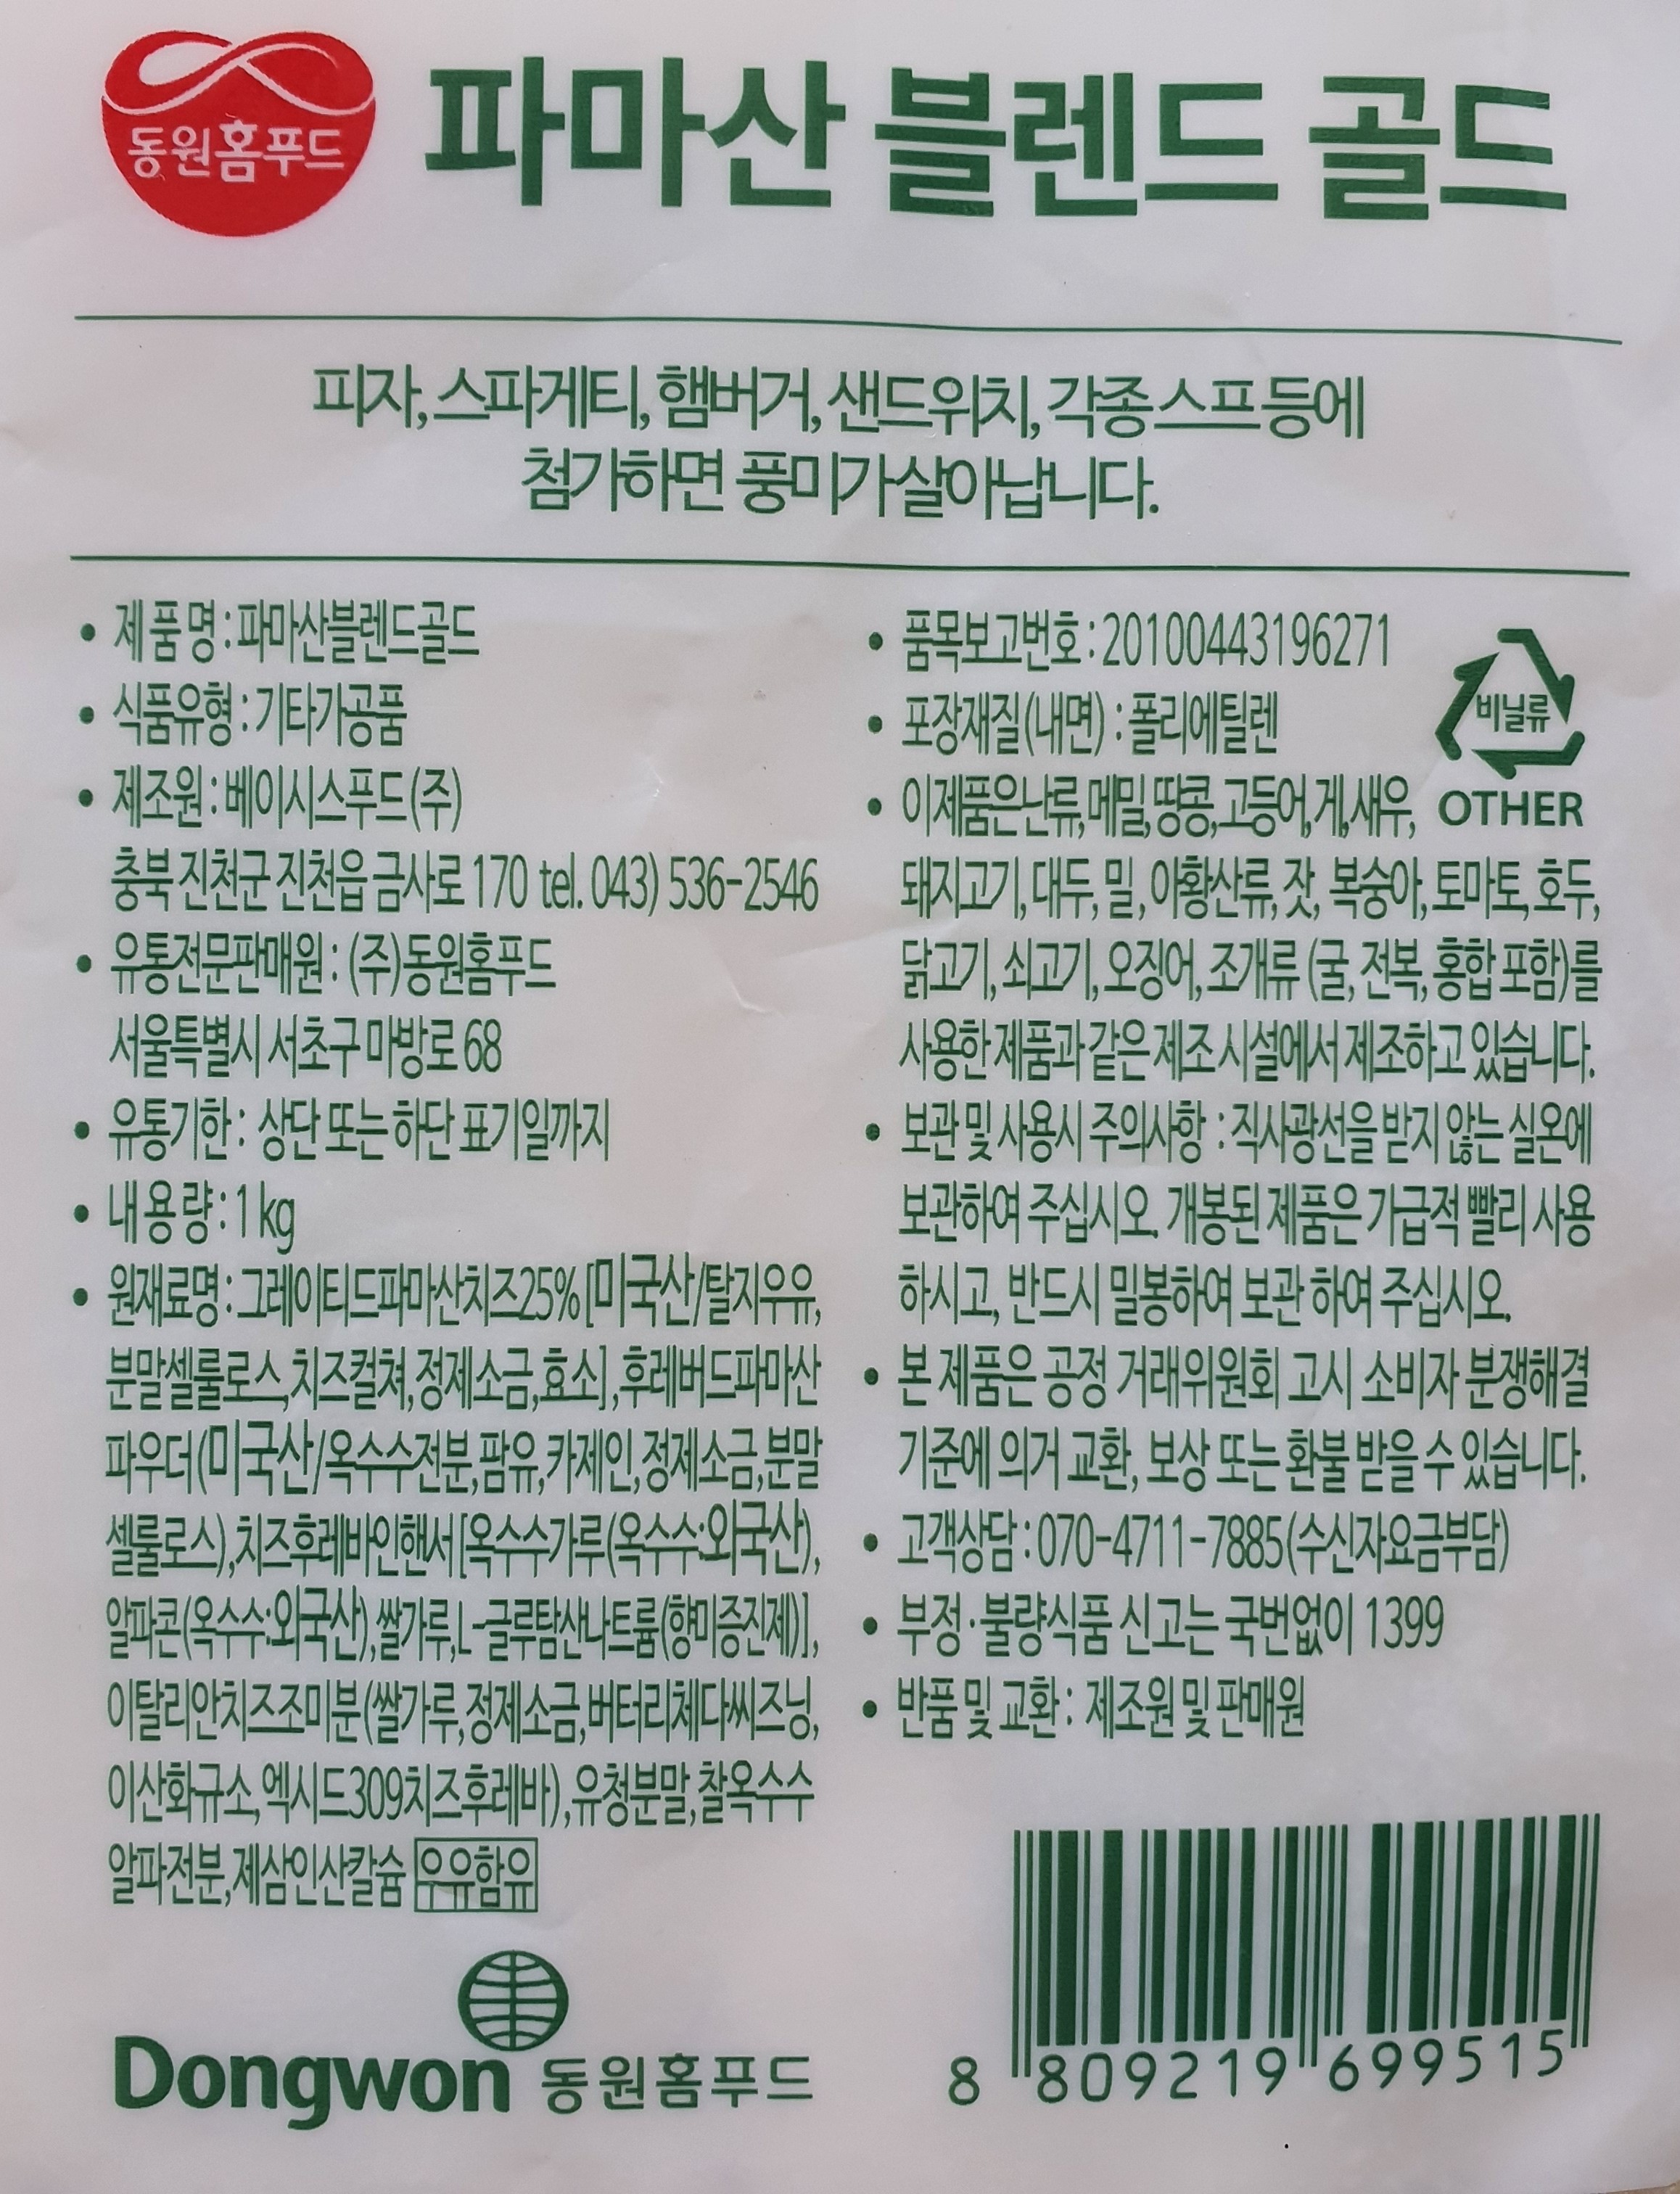 동원홈푸드
파마산 블렌드 골드
피자, 스파게티, 햄버거, 샌드위치, 각종 스프 등에
첨가하면 풍미가 살아납니다.
• 제 품 명 : 파마산블렌드골드
• 식품유형 : 기타가공품
• 제조원 : 베이시스푸드(주)
충북 진천군 진천읍 금사로 170 tel. 043) 536-2546
• 유통전문판매원 : (주)동원홈푸드
서울특별시 서초구 마방로 68
• 유통기한 : 상단 또는 하단 표기일까지
• 내 용 량 : 1 kg
• 원재료명 : 그레이티드파마산치즈25%[미국산/탈지우유,
분말셀룰로스,치즈컬쳐,정제소금,효소],후레버드파마산
파우더(미국산/옥수수전분,팜유,카제인,정제소금,분말
셀룰로스),치즈후레바인핸서[옥수수가루(옥수수:외국산),
알파콘(옥수수:외국산),쌀가루,L-글루탐산나트륨(향미증진제)],
이탈리안치즈조미분(쌀가루,정제소금,버터리체다씨즈닝,
이산화규소,엑시드309치즈후레바),유청분말,찰옥수수
알파전분,제삼인산칼슘 우유함유
• 품목보고번호 : 20100443196271
• 포장재질(내면) : 폴리에틸렌
비닐류
OTHER
• 이제품은난류,메밀,땅콩,고등어,게,새우,
돼지고기, 대두, 밀, 아황산류, 잣, 복숭아, 토마토, 호두,
닭고기, 쇠고기, 오징어, 조개류 (굴, 전복, 홍합 포함)를
사용한 제품과 같은 제조 시설에서 제조하고 있습니다.
• 보관 및 사용시 주의사항 : 직사광선을 받지 않는 실온에
보관하여 주십시오. 개봉된 제품은 가급적 빨리 사용
하시고, 반드시 밀봉하여 보관 하여 주십시오.
• 본 제품은 공정 거래위원회 고시 소비자 분쟁해결
기준에 의거 교환, 보상 또는 환불 받을 수 있습니다.
• 고객상담 : 070-4711-7885(수신자요금부담)
• 부정·불량식품 신고는 국번없이 1399
• 반품 및 교환 : 제조원 및 판매원
Dongwon 동원홈푸드
8 809219 699515